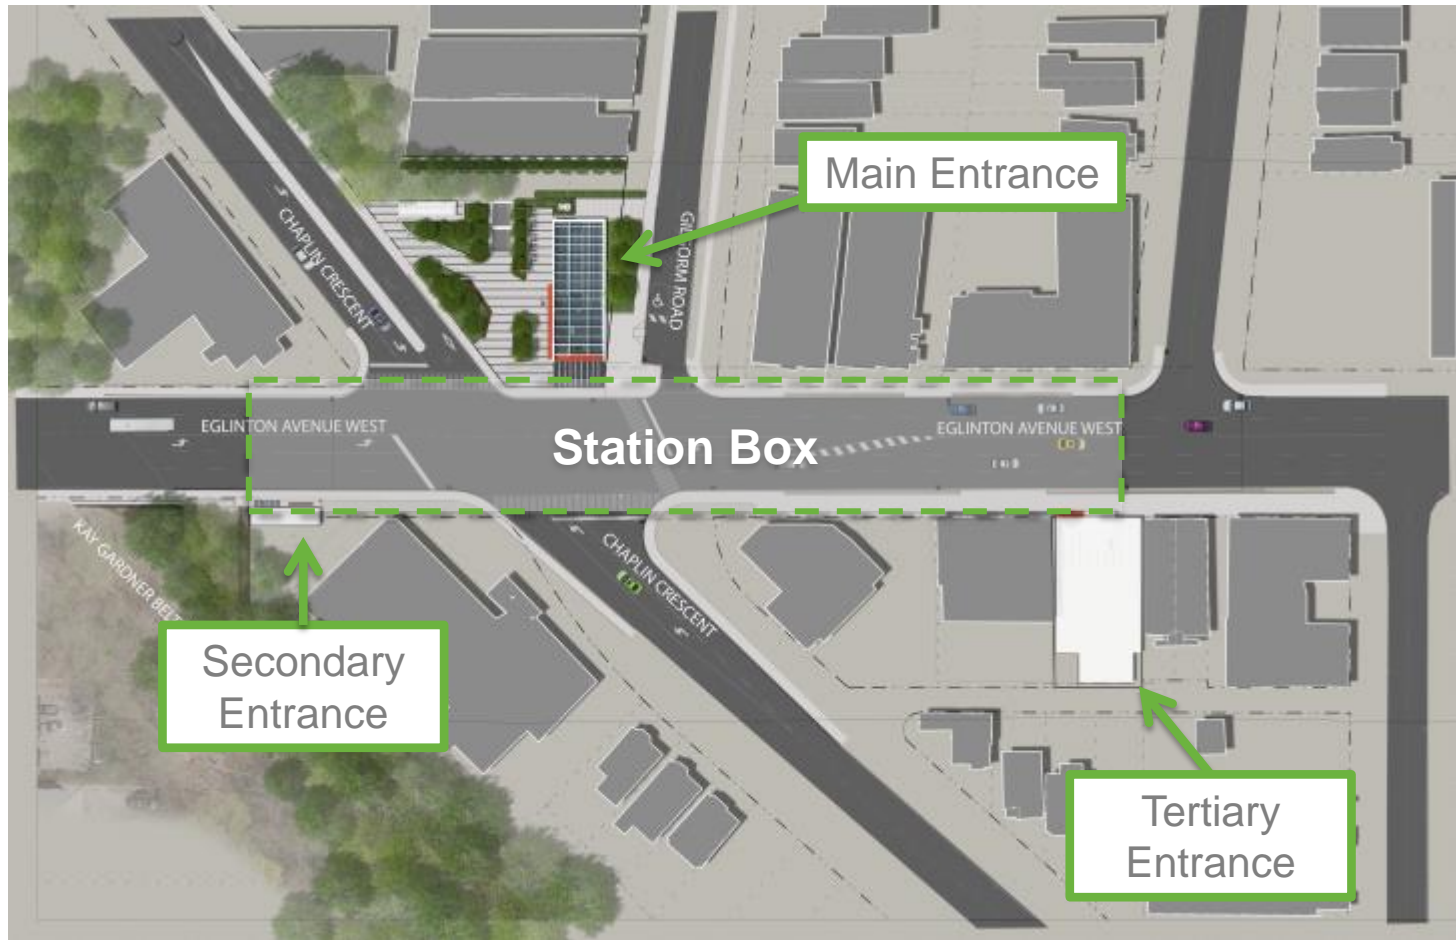 Main Entrance
CHAPLIN CRESCENT
GILGORM ROAD
EGLINTON AVENUE WEST
Station Box
EGLINTON AVENUE WEST
KAY GARDNER BELT
CHAPLIN CRESCENT
Secondary
Entrance
Tertiary
Entrance